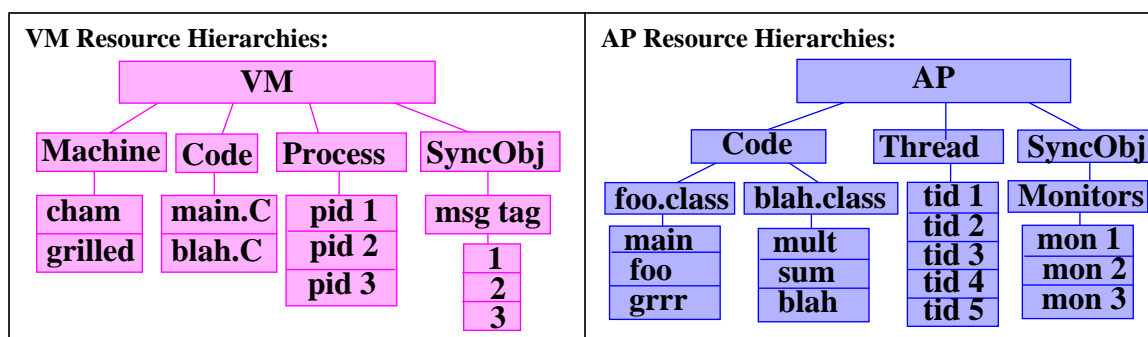 VM Resource Hierarchies:
VM
Machine
Code
Process
SyncObj
cham
grilled
main.C
blah.C
pid 1
pid 2
pid 3
msg tag
1
2
3
AP Resource Hierarchies:
AP
Code
Thread
SyncObj
foo.class
blah.class
main
foo
grrr
mult
sum
blah
tid 1
tid 2
tid 3
tid 4
tid 5
Monitors
mon 1
mon 2
mon 3